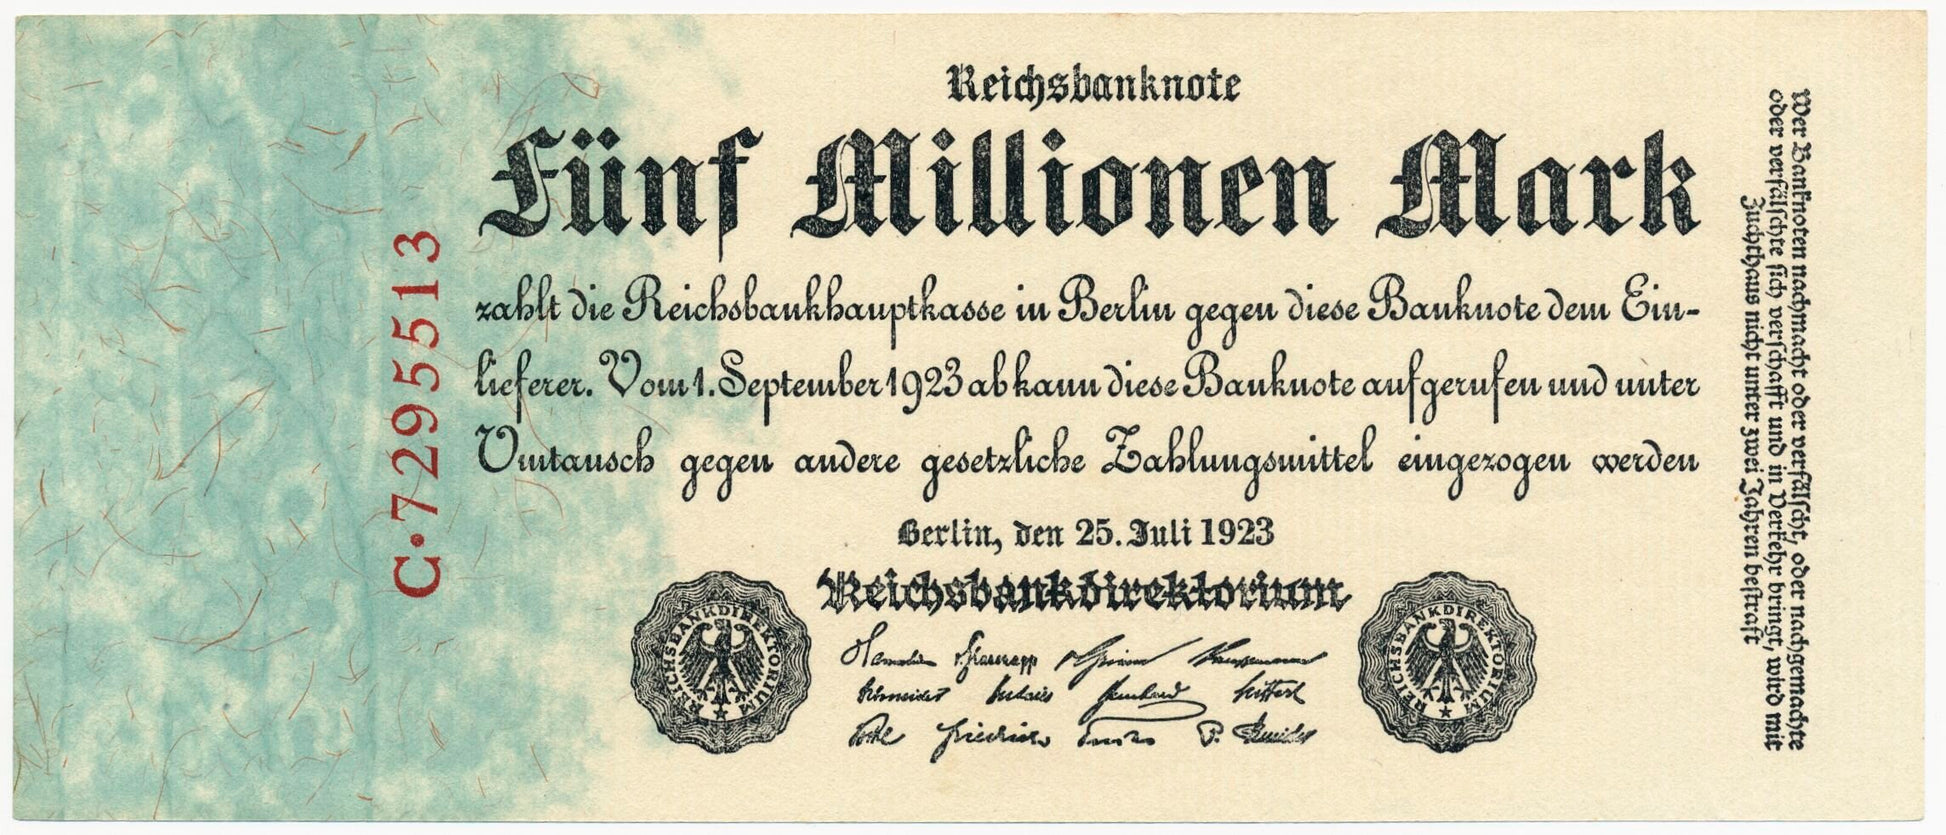 Reichsbanknote
Fünf Millionen Mark
zahlt die Reichsbankhauptkasse in Berlin gegen diese Banknote dem Ein-
lieferer. Vom 1. September 1923 ab kann diese Banknote aufgerufen und unter
Umtausch gegen andere gesetzliche Zahlungsmittel eingezogen werden
Berlin, den 25. Juli 1923
Reichsbankdirektorium
REICHSBANKDIREKTORIUM
REICHSBANKDIREKTORIUM
C·7295513
Wer Banknoten nachmacht oder verfälscht, oder nachgemachte
oder verfälschte sich verschafft und in Verkehr bringt, wird mit
Zuchthaus nicht unter zwei Jahren bestraft